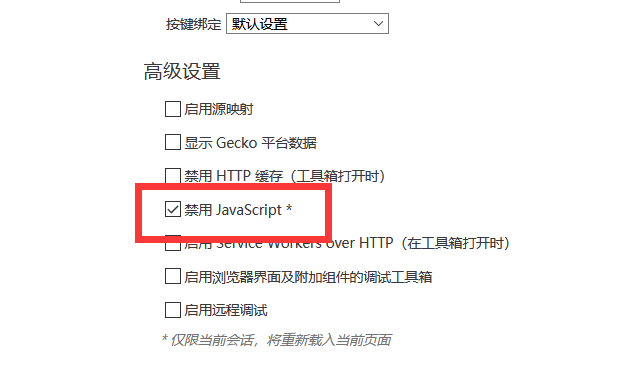 按键绑定 默认设置
高级设置
启用源映射
显示 Gecko 平台数据
禁用 HTTP 缓存（工具箱打开时）
禁用 JavaScript *
启用 Service Workers over HTTP（在工具箱打开时）
启用浏览器界面及附加组件的调试工具箱
启用远程调试
* 仅限当前会话，将重新载入当前页面